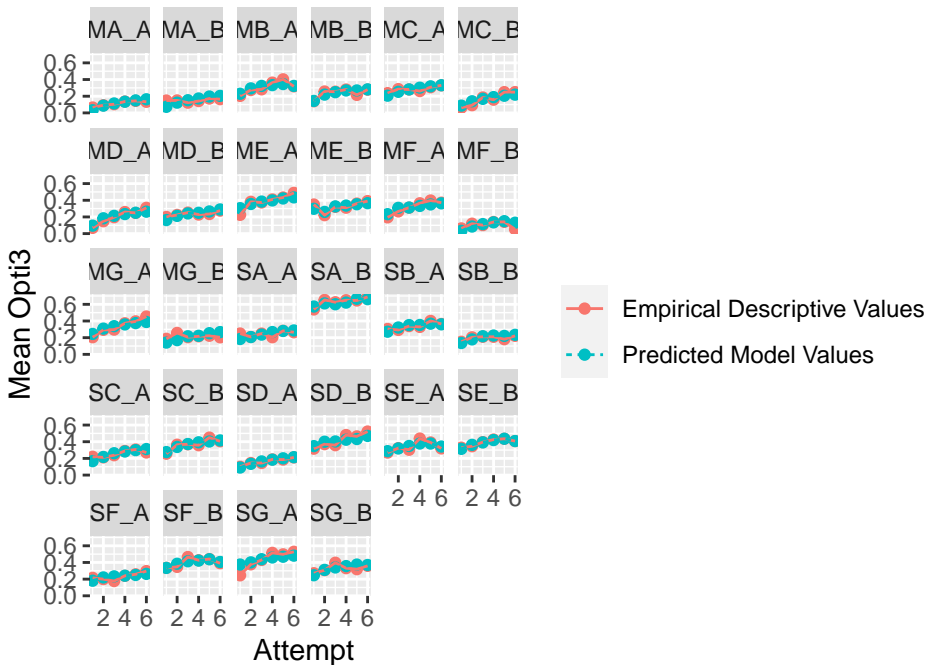 MA_A MA_B MB_A MB_B MC_A MC_B
0.6
0.4
0.2
0.0
MD_A MD_B ME_A ME_B MF_A MF_B
0.6
0.4
0.2
0.0
MG_A MG_B SA_A SA_B SB_A SB_B
0.6
0.4
0.2
0.0
SC_A SC_B SD_A SD_B SE_A SE_B
0.6
0.4
0.2
0.0
2 4 6 2 4 6
SF_A SF_B SG_A SG_B
0.6
0.4
0.2
0.0
2 4 6 2 4 6 2 4 6 2 4 6
Attempt
Mean Opti3
Empirical Descriptive Values
Predicted Model Values